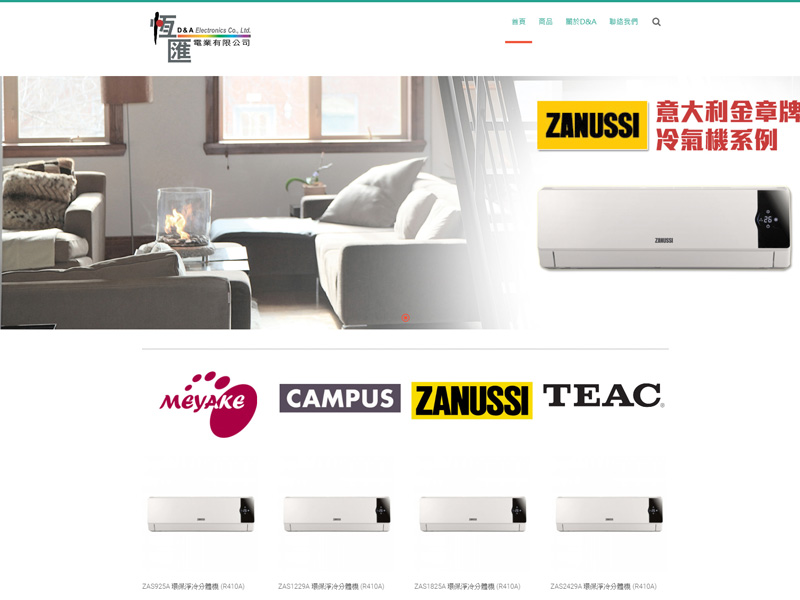 恆匯
D&A Electronics Co., Ltd.
電業有限公司
首頁 商品 關於D&A 聯絡我們
ZANUSSI
意大利金章牌
冷氣機系例
26
ZANUSSI
MEYAKE
CAMPUS
ZANUSSI
TEAC
ZAS925A 環保淨冷分體機 (R410A)
ZAS1229A 環保淨冷分體機 (R410A)
ZAS1825A 環保淨冷分體機 (R410A)
ZAS2429A 環保淨冷分體機 (R410A)